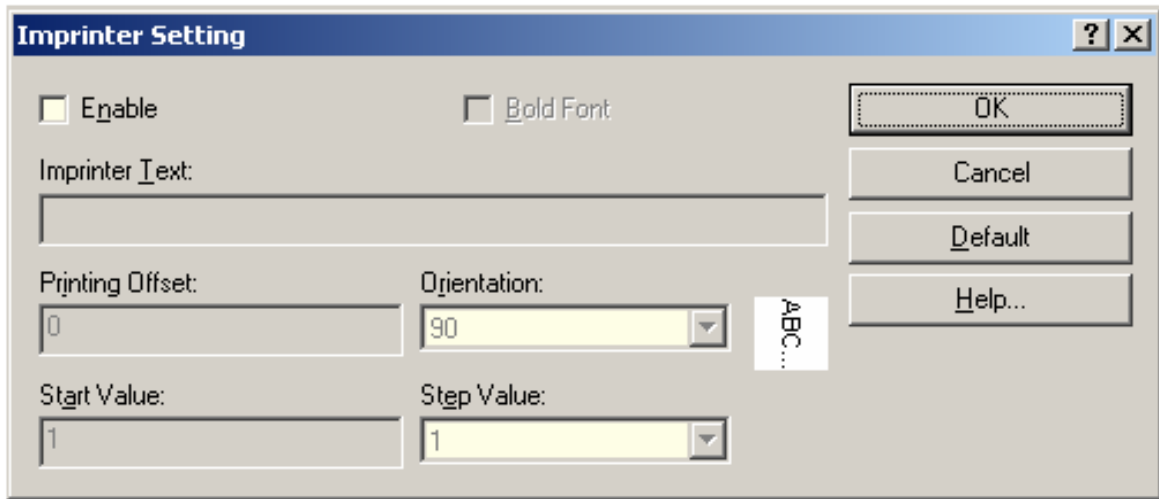 Imprinter Setting
?
Enable
Bold Font
OK
Imprinter Text:
Cancel
Default
Printing Offset:
Orientation:
Help...
0
90
ABC...
Start Value:
Step Value:
1
1